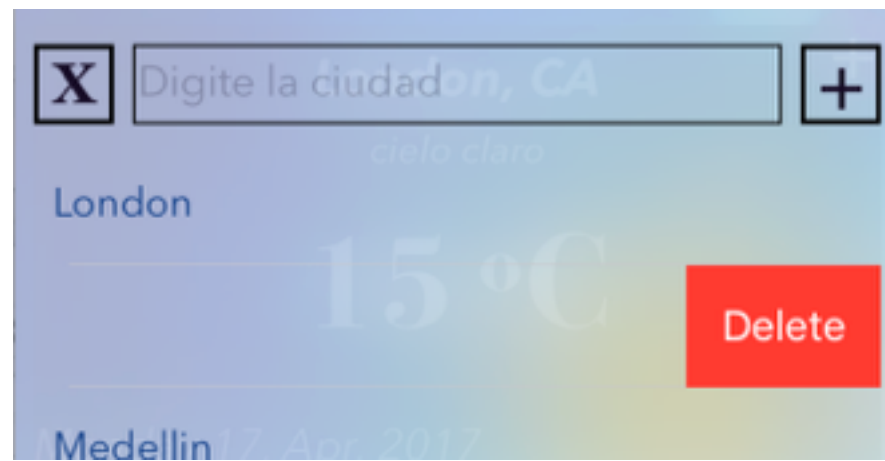 X Digite la ciudad +
London, CA
cielo claro
London
15 °C
Delete
Medellin
17. Apr. 2017